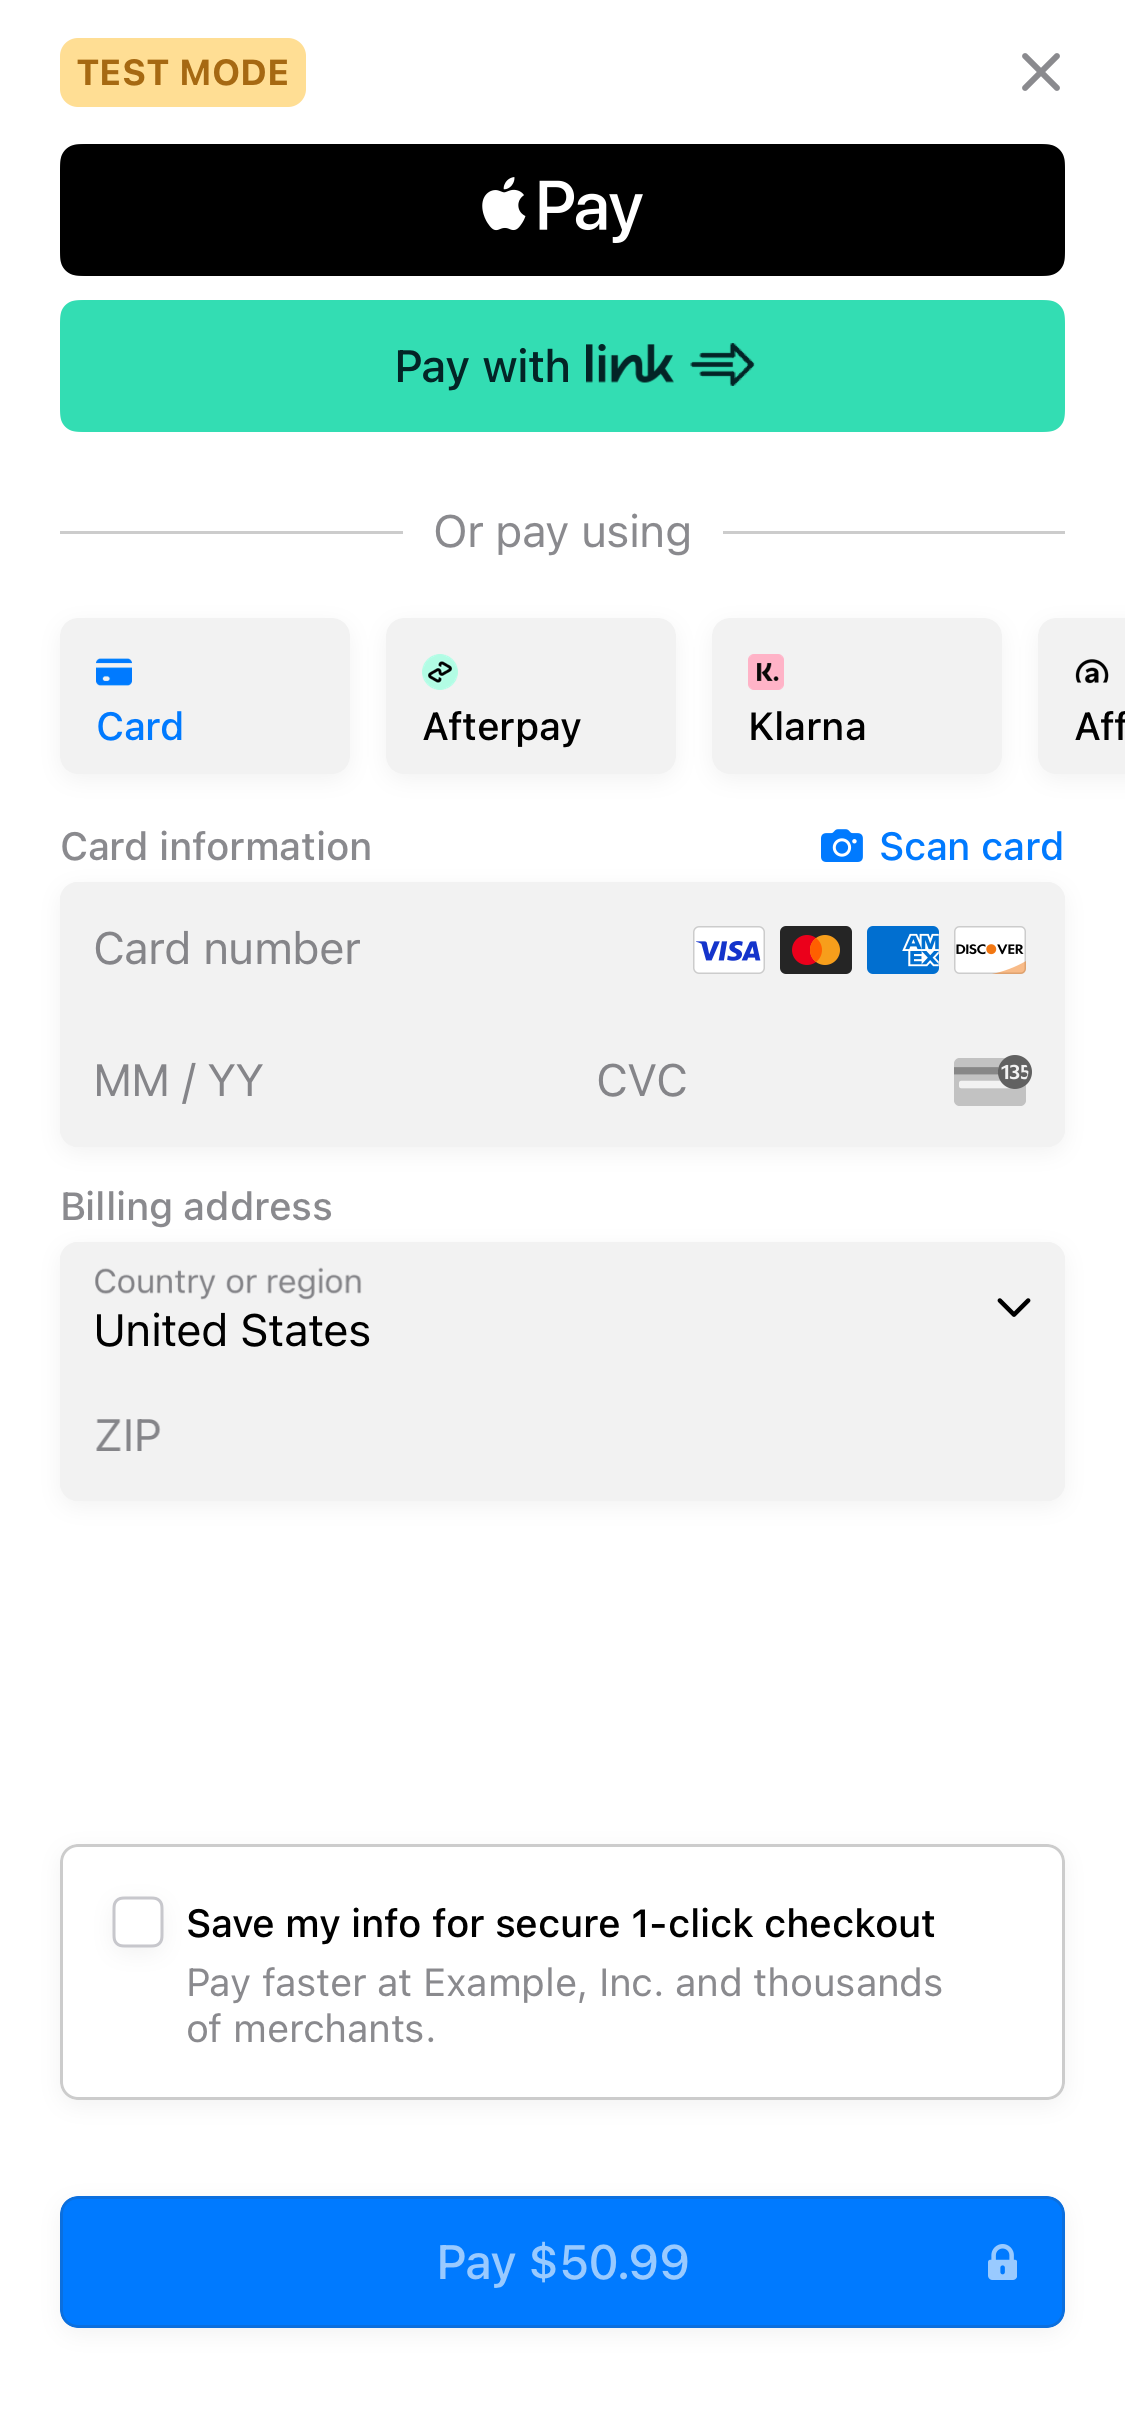 TEST MODE
Pay
Pay with link
Or pay using
Card
Afterpay
K.
Klarna
a
Aff
Card information
Scan card
Card number
VISA
AM
EX
DISCOVER
MM / YY
CVC
135
Billing address
Country or region
United States
ZIP
Save my info for secure 1-click checkout
Pay faster at Example, Inc. and thousands
of merchants.
Pay $50.99